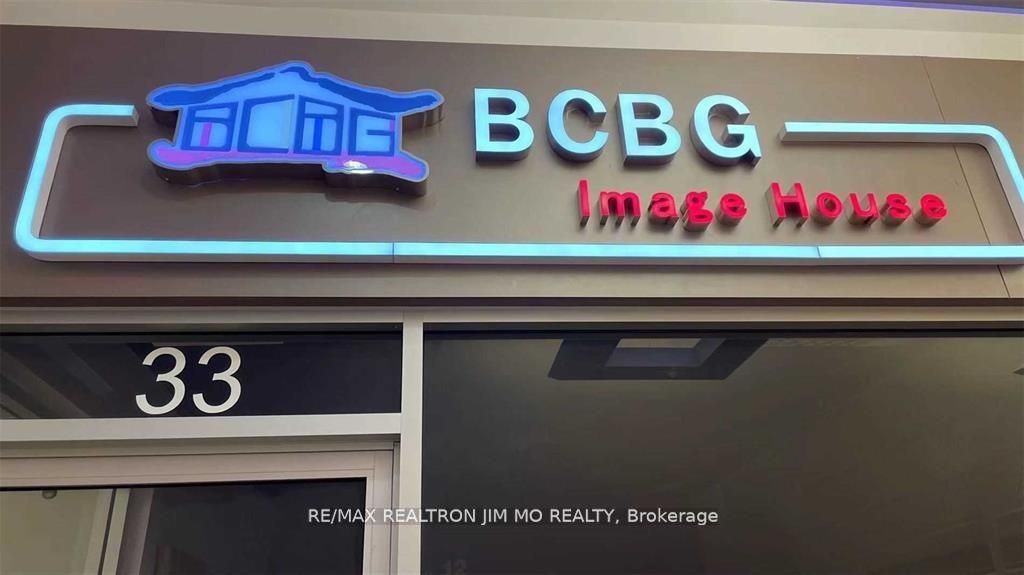 BCBG
BCBG
Image House
33
RE/MAX REALTRON JIM MO REALTY, Brokerage